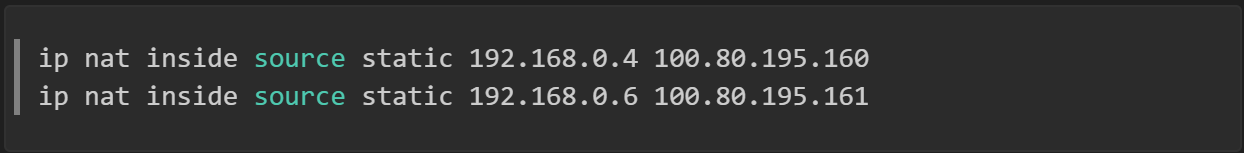 ip nat inside source static 192.168.0.4 100.80.195.160
ip nat inside source static 192.168.0.6 100.80.195.161